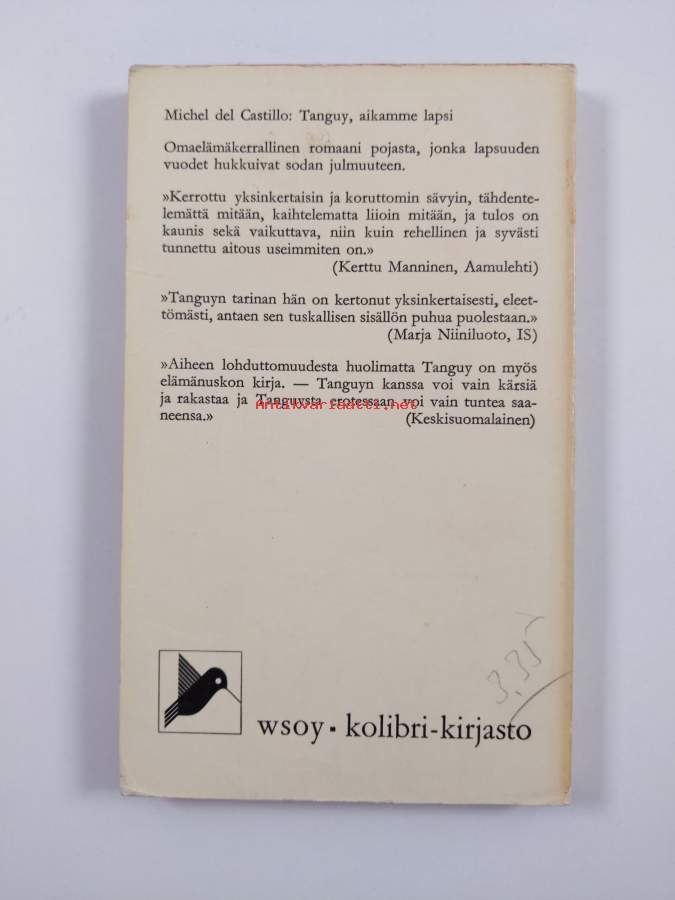 Michel del Castillo: Tanguy, aikamme lapsi
Omaelämäkerrallinen romaani pojasta, jonka lapsuuden
vuodet hukkuivat sodan julmuuteen.
»Kerrottu yksinkertaisin ja koruttomin sävyin, tähdente-
lemättä mitään, kaihtelematta liioin mitään, ja tulos on
kaunis sekä vaikuttava, niin kuin rehellinen ja syvästi
tunnettu aitous useimmiten on.»
(Kerttu Manninen, Aamulehti)
»Tanguyn tarinan hän on kertonut yksinkertaisesti, eleet-
tömästi, antaen sen tuskallisen sisällön puhua puolestaan.»
(Marja Niiniluoto, IS)
»Aiheen lohduttomuudesta huolimatta Tanguy on myös
elämänuskon kirja. — Tanguyn kanssa voi vain kärsiä
ja rakastaa ja Tanguysta erotessaan voi vain tuntea saa-
Antikvariaatti.net
neensa.» (Keskisuomalainen)
3,35
wsoy ▪ kolibri-kirjasto